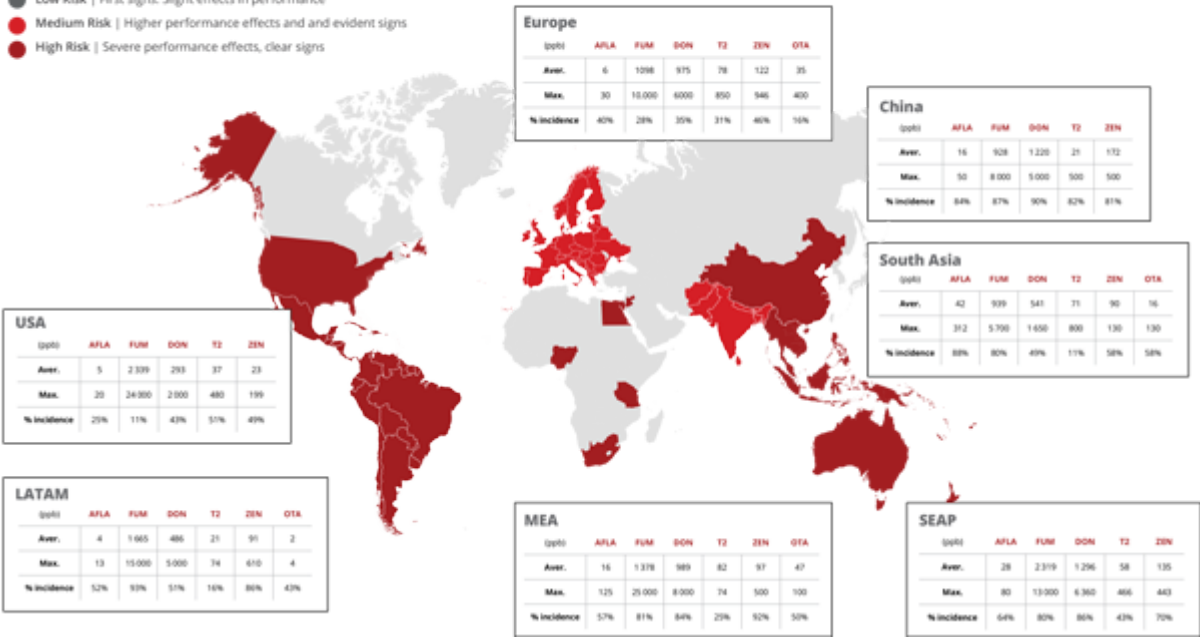 Low Risk | First signs. Slight effects in performance
Medium Risk | Higher performance effects and and evident signs
High Risk | Severe performance effects, clear signs
Europe
(ppb) AFLA FUM DON T2 ZEN OTA
Aver. 6 1098 975 78 122 35
Max. 30 10.000 6000 850 946 400
% incidence 40% 28% 35% 31% 46% 16%
China
(ppb) AFLA FUM DON T2 ZEN
Aver. 16 928 1 220 21 172
Max. 50 8 000 5 000 500 500
% incidence 84% 87% 90% 82% 81%
South Asia
(ppb) AFLA FUM DON T2 ZEN OTA
Aver. 42 939 541 71 90 16
Max. 312 5 700 1 650 800 130 130
% incidence 88% 80% 49% 11% 58% 58%
USA
(ppb) AFLA FUM DON T2 ZEN
Aver. 5 2 339 293 37 23
Max. 20 24 000 2 000 480 199
% incidence 25% 11% 43% 51% 49%
LATAM
(ppb) AFLA FUM DON T2 ZEN OTA
Aver. 4 1 665 486 21 91 2
Max. 13 15 000 5 000 74 610 4
% incidence 52% 93% 51% 16% 86% 43%
MEA
(ppb) AFLA FUM DON T2 ZEN OTA
Aver. 16 1 378 989 82 97 47
Max. 125 25 000 8 000 74 500 100
% incidence 57% 81% 84% 25% 92% 50%
SEAP
(ppb) AFLA FUM DON T2 ZEN
Aver. 28 2 319 1 296 58 135
Max. 80 13 000 6 360 466 443
% incidence 64% 80% 86% 43% 70%